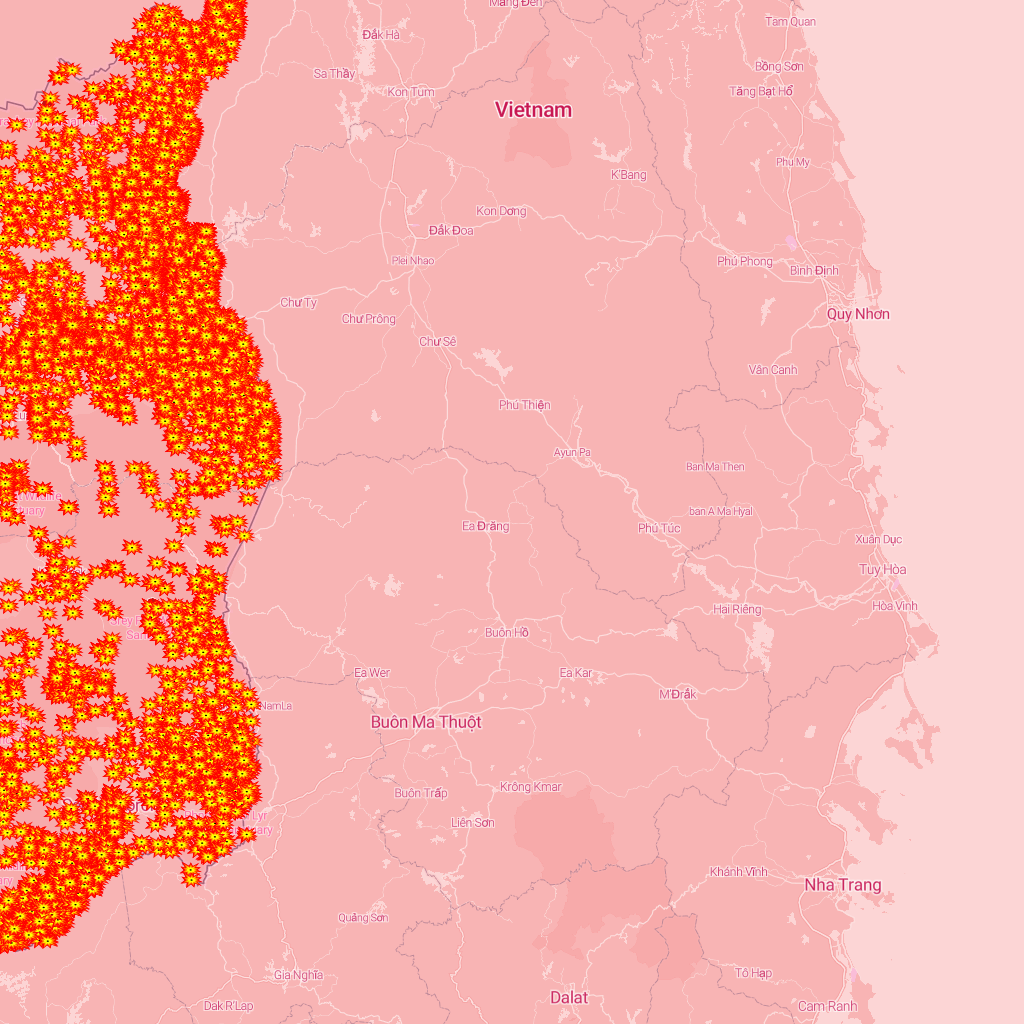 Măng Đen
Tam Quan
Đắk Hà
Bồng Sơn
Sa Thầy
Kon Tum
Tăng Bạt Hổ
Vietnam
Phu My
K'Bang
Kon Dơng
Đắk Đoa
Plei Nhao
Phú Phong
Bình Định
Chư Ty
Chư Prông
Quy Nhơn
Chư Sê
Vân Canh
Phú Thiện
Ayun Pa
Ban Ma Then
ban A Ma Hyal
Ea Đrăng
Phú Túc
Xuân Dục
Tuy Hòa
Hai Riêng
Hòa Vinh
Buôn Hồ
Ea Wer
Ea Kar
M'Đrắk
NamLa
Buôn Ma Thuột
Krông Kmar
Buôn Trấp
Liên Sơn
Khánh Vĩnh
Nha Trang
Quảng Sơn
Gia Nghĩa
Tô Hạp
Dalat
Dak R'Lap
Cam Ranh